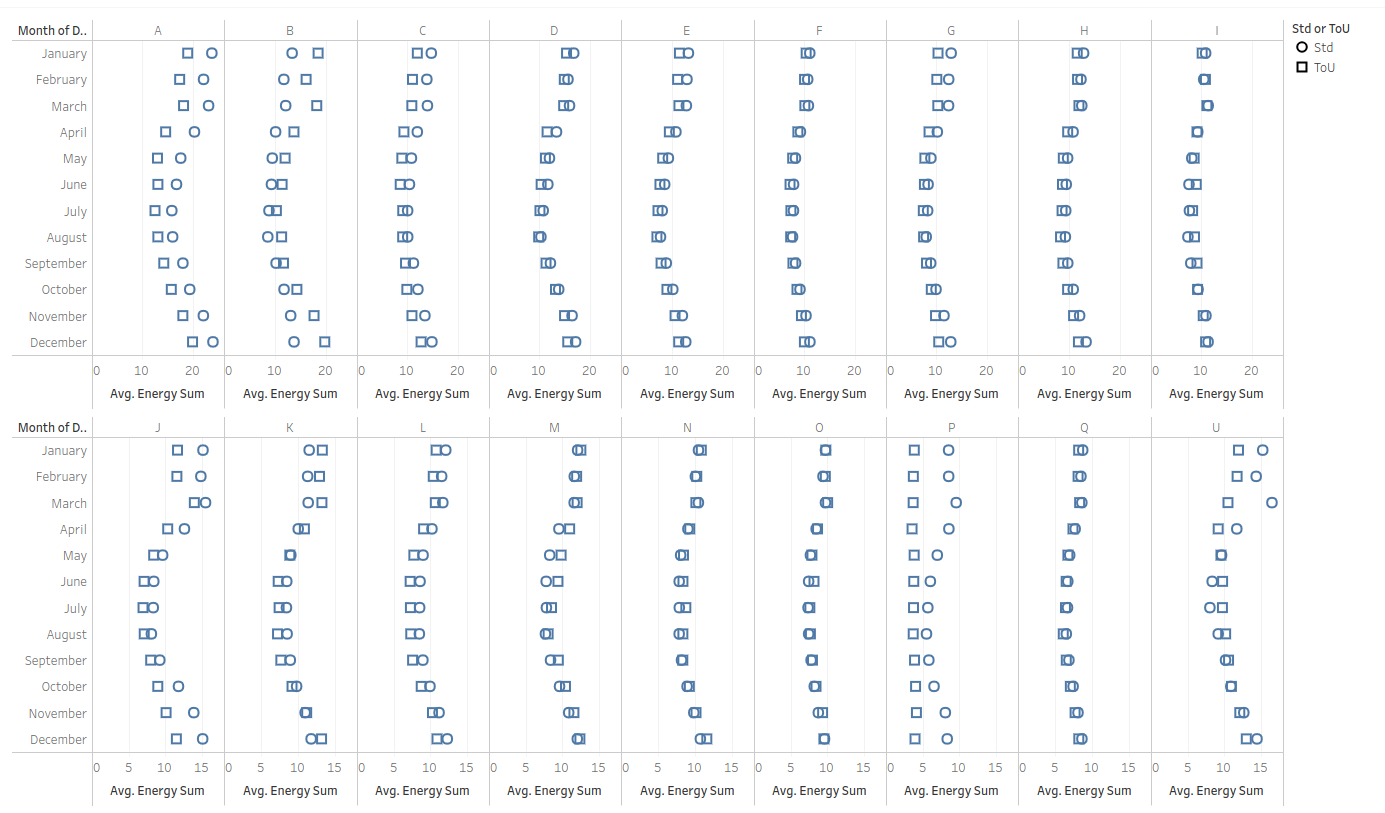 Month of D.. A B C D E F G H I Std or ToU
January Std
February ToU
March
April
May
June
July
August
September
October
November
December
0 10 20 0 10 20 0 10 20 0 10 20 0 10 20 0 10 20 0 10 20 0 10 20 0 10 20
Avg. Energy Sum Avg. Energy Sum Avg. Energy Sum Avg. Energy Sum Avg. Energy Sum Avg. Energy Sum Avg. Energy Sum Avg. Energy Sum Avg. Energy Sum
Month of D.. J K L M N O P Q U
January
February
March
April
May
June
July
August
September
October
November
December
0 5 10 15 0 5 10 15 0 5 10 15 0 5 10 15 0 5 10 15 0 5 10 15 0 5 10 15 0 5 10 15 0 5 10 15
Avg. Energy Sum Avg. Energy Sum Avg. Energy Sum Avg. Energy Sum Avg. Energy Sum Avg. Energy Sum Avg. Energy Sum Avg. Energy Sum Avg. Energy Sum